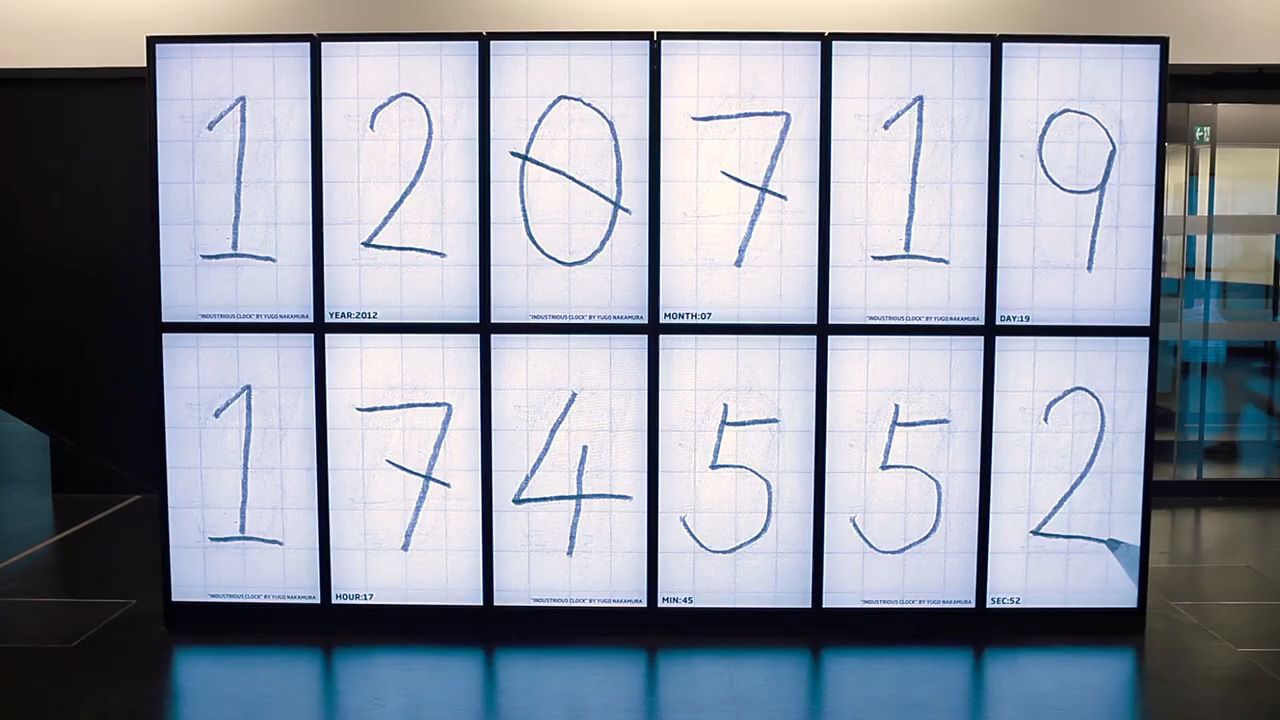 1 2 0 7 1 9
"INDUSTRIOUS CLOCK" BY YUGO NAKAMURA YEAR:2012 "INDUSTRIOUS CLOCK" BY YUGO NAKAMURA MONTH:07 "INDUSTRIOUS CLOCK" BY YUGO NAKAMURA DAY:19
1 7 4 5 5 2
"INDUSTRIOUS CLOCK" BY YUGO NAKAMURA HOUR:17 "INDUSTRIOUS CLOCK" BY YUGO NAKAMURA MIN:45 "INDUSTRIOUS CLOCK" BY YUGO NAKAMURA SEC:52